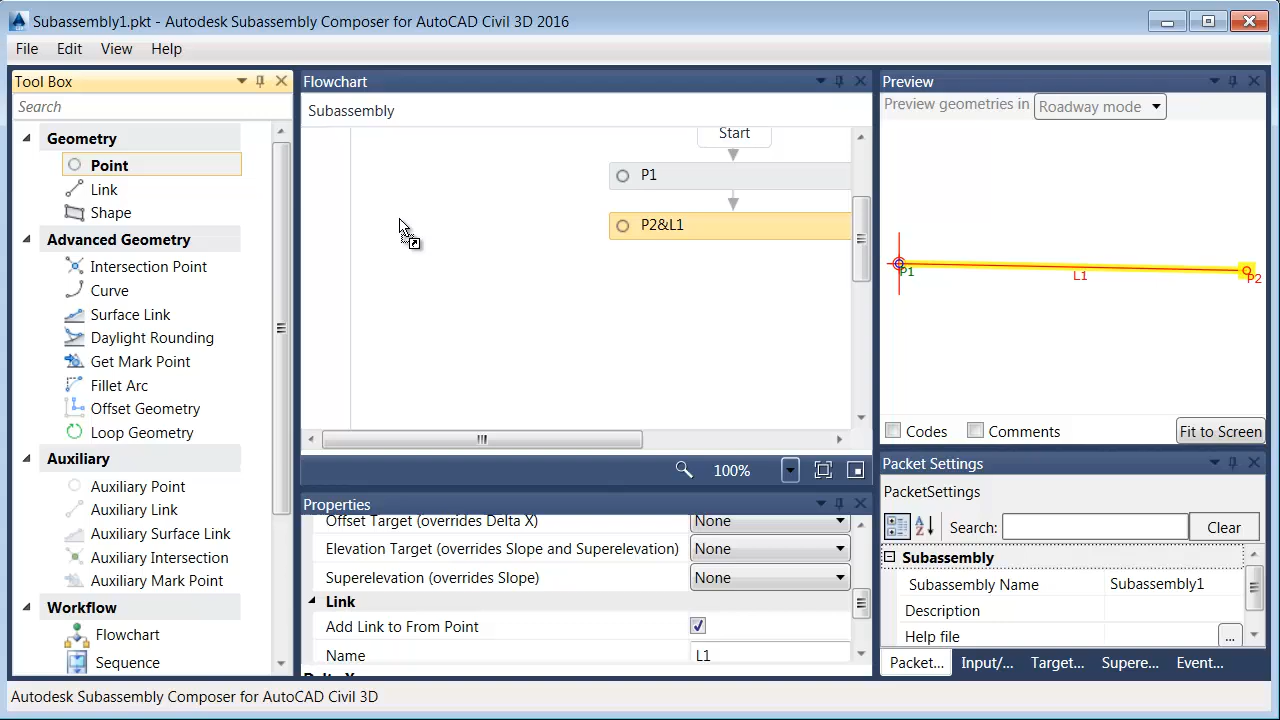 Subassembly1.pkt - Autodesk Subassembly Composer for AutoCAD Civil 3D 2016
File Edit View Help
Tool Box
Search
Geometry
Point
Link
Shape
Advanced Geometry
Intersection Point
Curve
Surface Link
Daylight Rounding
Get Mark Point
Fillet Arc
Offset Geometry
Loop Geometry
Auxiliary
Auxiliary Point
Auxiliary Link
Auxiliary Surface Link
Auxiliary Intersection
Auxiliary Mark Point
Workflow
Flowchart
Sequence
Flowchart
Subassembly
Start
P1
P2&L1
100%
Properties
Offset Target (overrides Delta X) None
Elevation Target (overrides Slope and Superelevation) None
Superelevation (overrides Slope) None
Link
Add Link to From Point
Name L1
Preview
Preview geometries in Roadway mode
P1 L1 P2
Codes Comments Fit to Screen
Packet Settings
PacketSettings
Search: Clear
Subassembly
Subassembly Name Subassembly1
Description
Help file ...
Packet... Input/... Target... Supere... Event...
Autodesk Subassembly Composer for AutoCAD Civil 3D